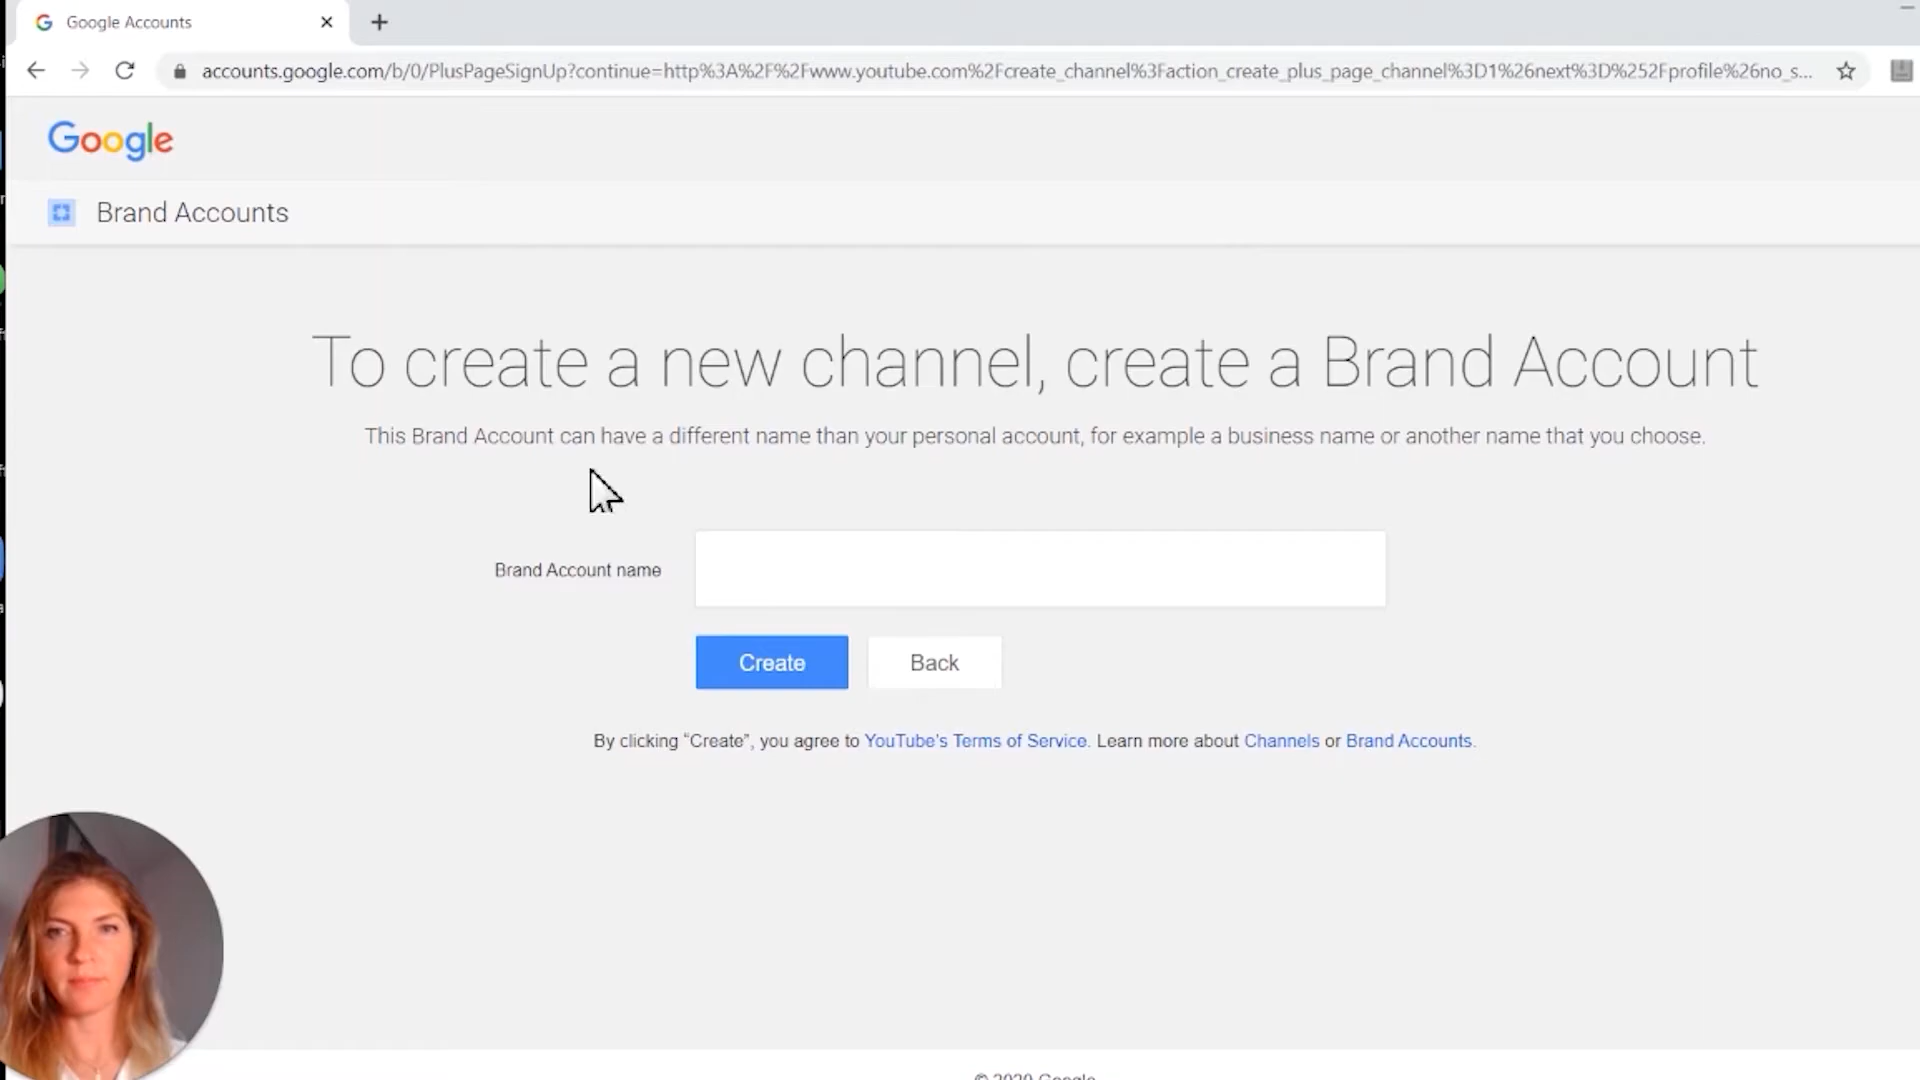 Google Accounts
accounts.google.com/b/0/PlusPageSignUp?continue=http%3A%2F%2Fwww.youtube.com%2Fcreate_channel%3Faction_create_plus_page_channel%3D1%26next%3D%252Fprofile%26no_s...
Google
Brand Accounts
To create a new channel, create a Brand Account
This Brand Account can have a different name than your personal account, for example a business name or another name that you choose.
Brand Account name
Create Back
By clicking “Create”, you agree to YouTube’s Terms of Service. Learn more about Channels or Brand Accounts.
© 2020 Google